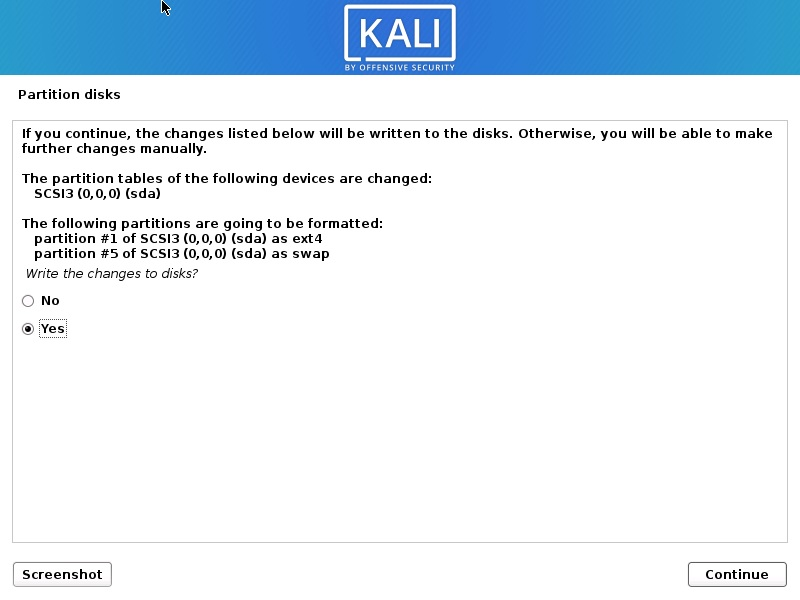 KALI
BY OFFENSIVE SECURITY
Partition disks
If you continue, the changes listed below will be written to the disks. Otherwise, you will be able to make
further changes manually.
The partition tables of the following devices are changed:
SCSI3 (0,0,0) (sda)
The following partitions are going to be formatted:
partition #1 of SCSI3 (0,0,0) (sda) as ext4
partition #5 of SCSI3 (0,0,0) (sda) as swap
Write the changes to disks?
No
Yes
Screenshot
Continue